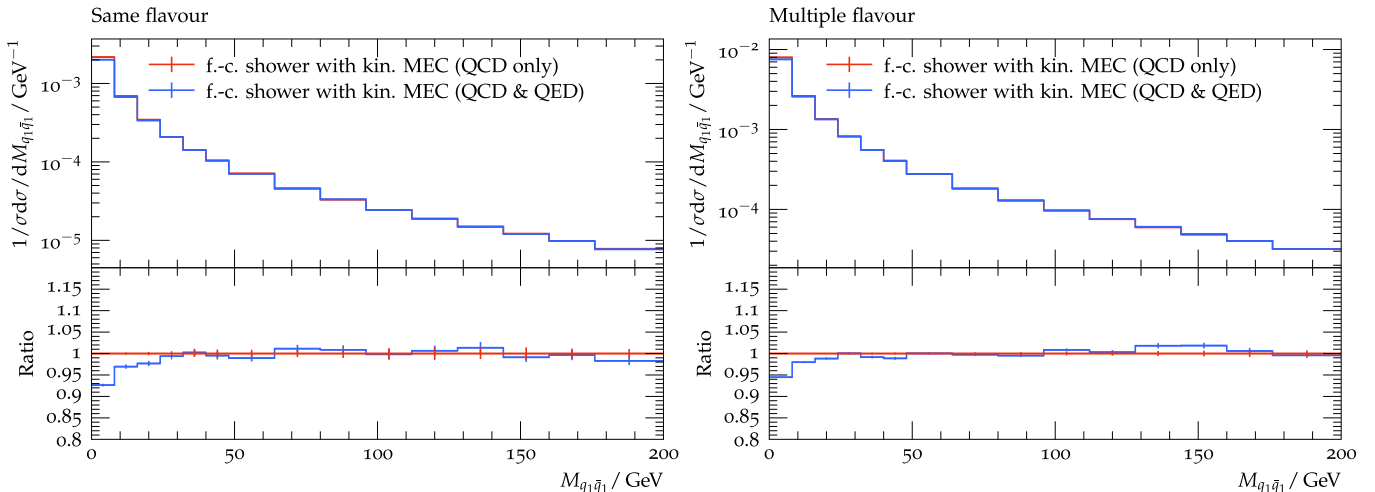 Same flavour
1/σdσ/dM_{q₁q̄₁} / GeV⁻¹
10⁻³
10⁻⁴
10⁻⁵
f.-c. shower with kin. MEC (QCD only)
f.-c. shower with kin. MEC (QCD & QED)
Ratio
1.15
1.1
1.05
1
0.95
0.9
0.85
0.8
0 50 100 150 200
M_{q₁q̄₁} / GeV
Multiple flavour
1/σdσ/dM_{q₁q̄₁} / GeV⁻¹
10⁻²
10⁻³
10⁻⁴
f.-c. shower with kin. MEC (QCD only)
f.-c. shower with kin. MEC (QCD & QED)
Ratio
1.15
1.1
1.05
1
0.95
0.9
0.85
0.8
0 50 100 150 200
M_{q₁q̄₁} / GeV